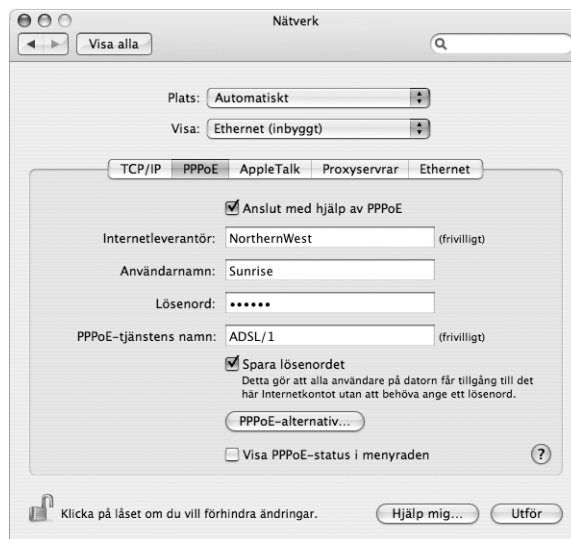 Nätverk
Visa alla
Plats: Automatiskt
Visa: Ethernet (inbyggt)
TCP/IP PPPoE AppleTalk Proxyservrar Ethernet
Anslut med hjälp av PPPoE
Internetleverantör: NorthernWest (frivilligt)
Användarnamn: Sunrise
Lösenord: ••••••
PPPoE-tjänstens namn: ADSL/1 (frivilligt)
Spara lösenordet
Detta gör att alla användare på datorn får tillgång till det
här Internetkontot utan att behöva ange ett lösenord.
PPPoE-alternativ...
Visa PPPoE-status i menyraden ?
Klicka på låset om du vill förhindra ändringar. Hjälp mig... Utför